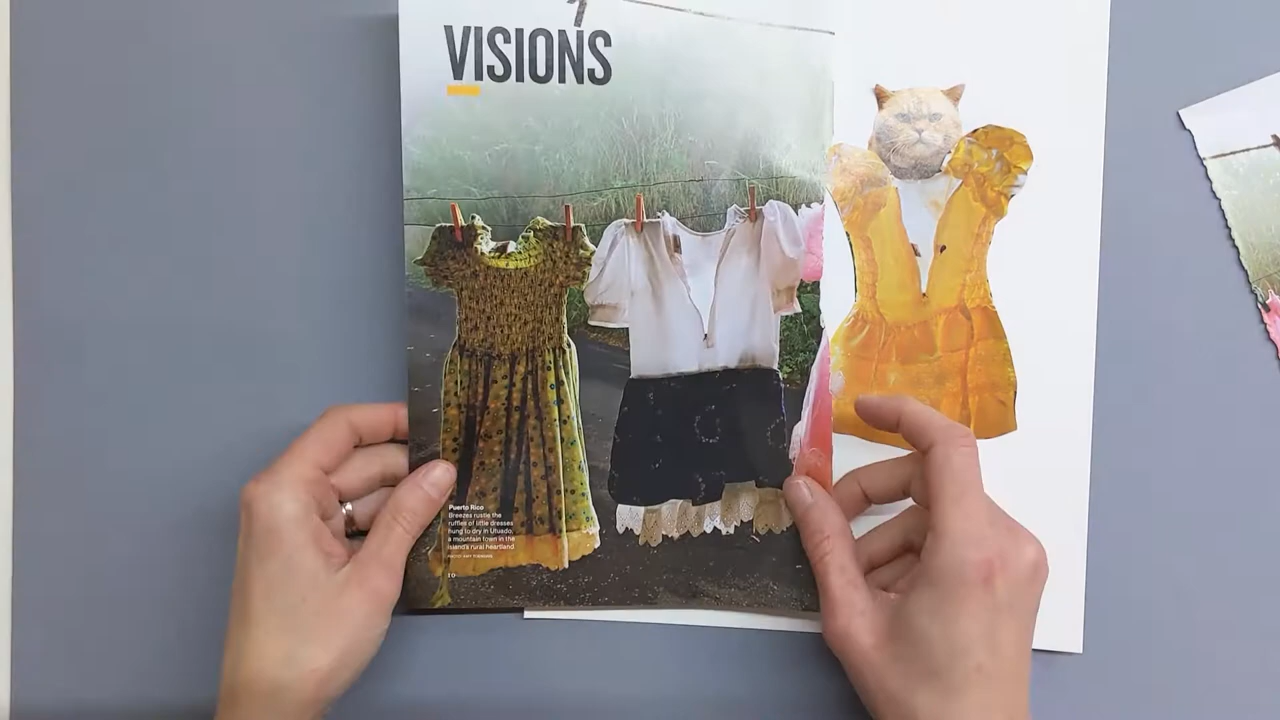 VISIONS
Puerto Rico
Breezes rustle the
ruffles of little dresses
hung to dry in Utuado,
a mountain town in the
island's rural heartland.
10